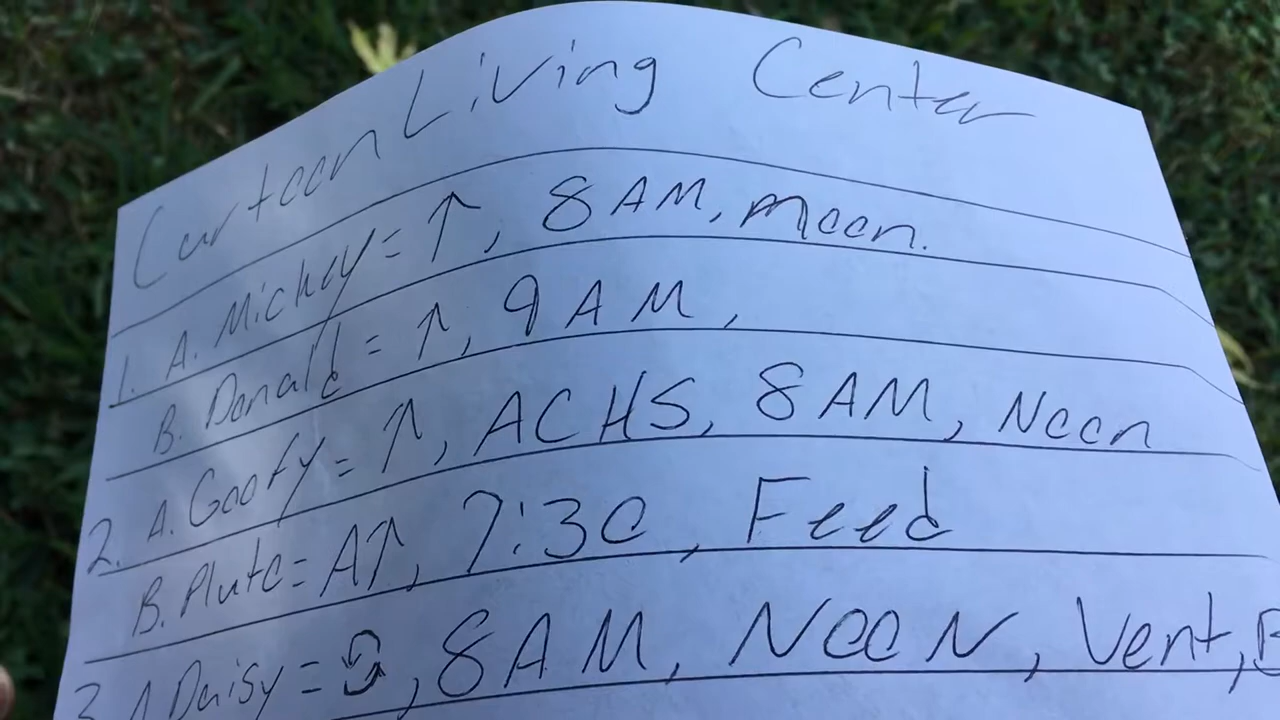 Cartoon Living Center
1. A. Mickey = ↑, 8 AM, moon.
B. Donald = ↑, 9 AM,
2. A. Goofy = ↑, ACHS, 8 AM, Noon
B. Pluto = A↑, 7:30, Feed
3. A Daisy = , 8 AM, NOON, Vent,